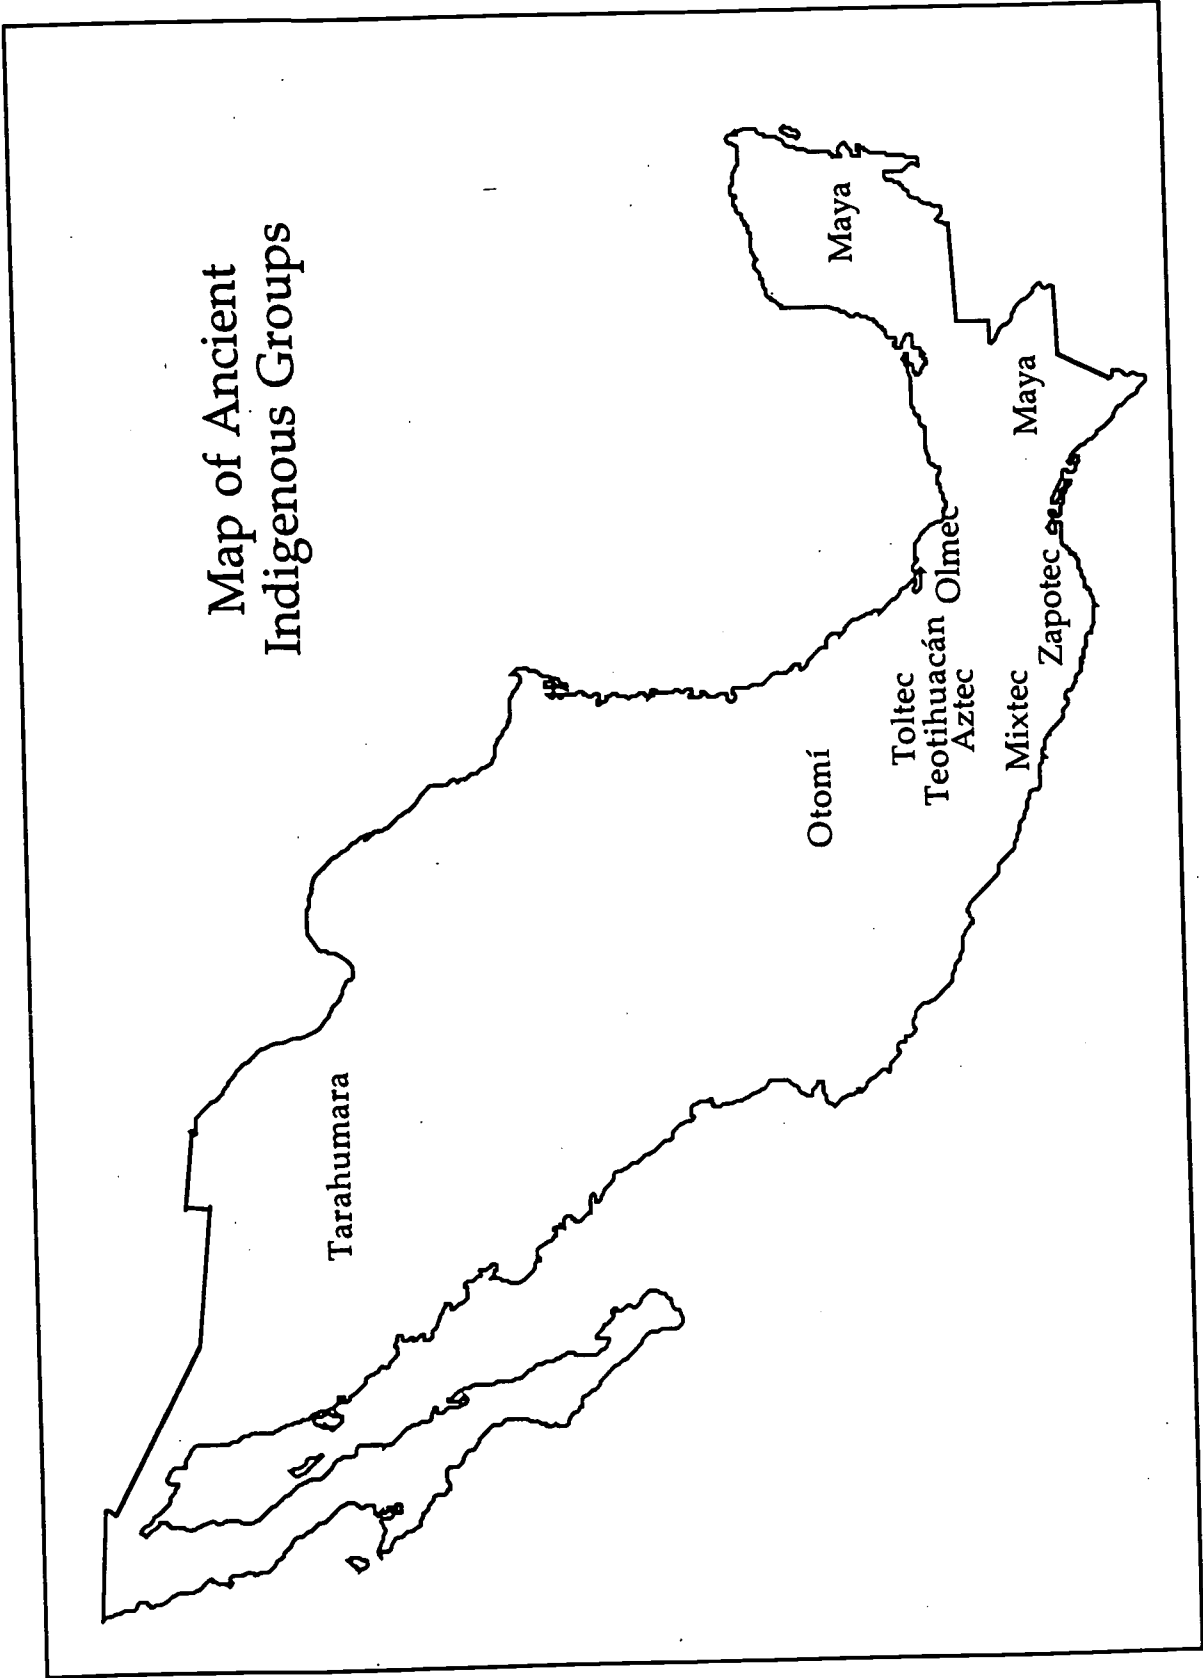 Map of Ancient
Indigenous Groups
Tarahumara
Otomí
Toltec
Teotihuacán
Aztec
Olmec
Mixtec
Zapotec
Maya
Maya